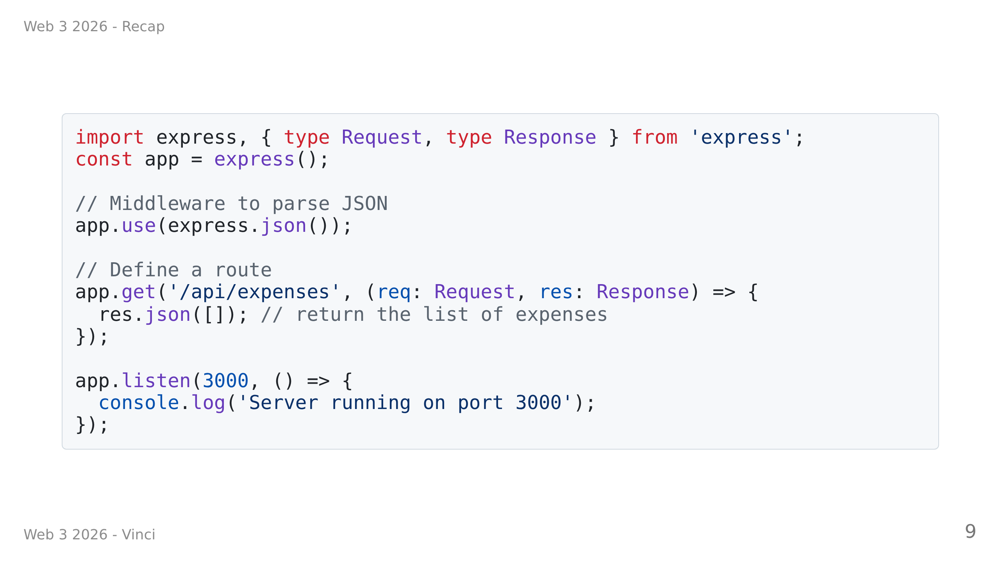 Web 3 2026 - Recap
import express, { type Request, type Response } from 'express';
const app = express();
// Middleware to parse JSON
app.use(express.json());
// Define a route
app.get('/api/expenses', (req: Request, res: Response) => {
  res.json([]); // return the list of expenses
});
app.listen(3000, () => {
  console.log('Server running on port 3000');
});
Web 3 2026 - Vinci
9